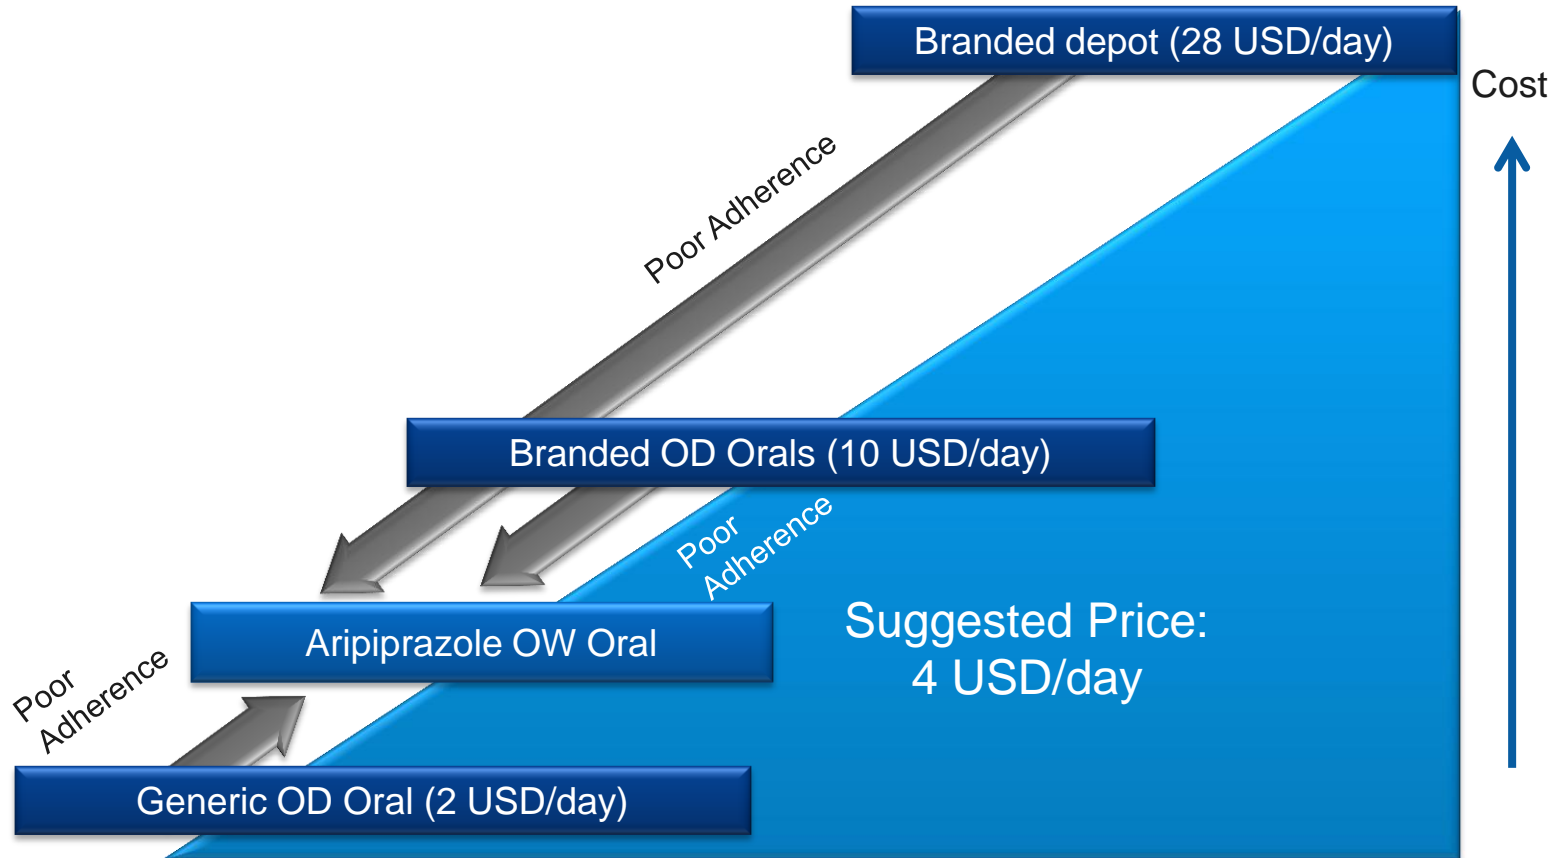 Branded depot (28 USD/day)
Cost
Poor Adherence
Branded OD Orals (10 USD/day)
Poor
Adherence
Aripiprazole OW Oral
Suggested Price:
4 USD/day
Poor
Adherence
Generic OD Oral (2 USD/day)